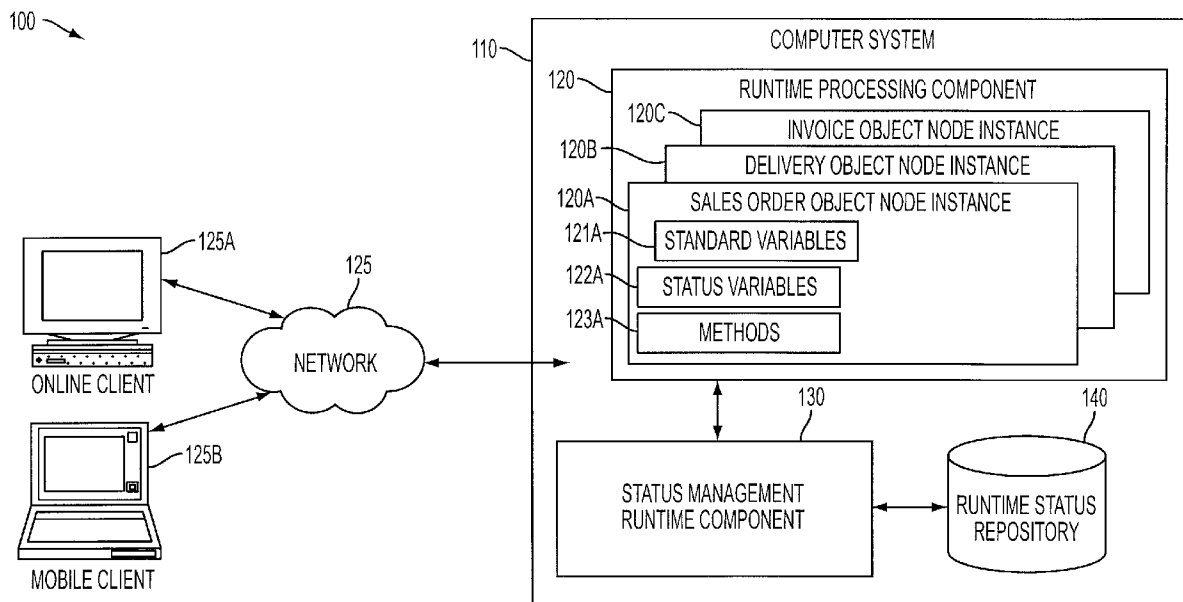 100
110
COMPUTER SYSTEM
120
RUNTIME PROCESSING COMPONENT
120C
INVOICE OBJECT NODE INSTANCE
120B
DELIVERY OBJECT NODE INSTANCE
120A
SALES ORDER OBJECT NODE INSTANCE
121A
STANDARD VARIABLES
122A
STATUS VARIABLES
123A
METHODS
125A
ONLINE CLIENT
125
NETWORK
125B
MOBILE CLIENT
130
STATUS MANAGEMENT
RUNTIME COMPONENT
140
RUNTIME STATUS
REPOSITORY